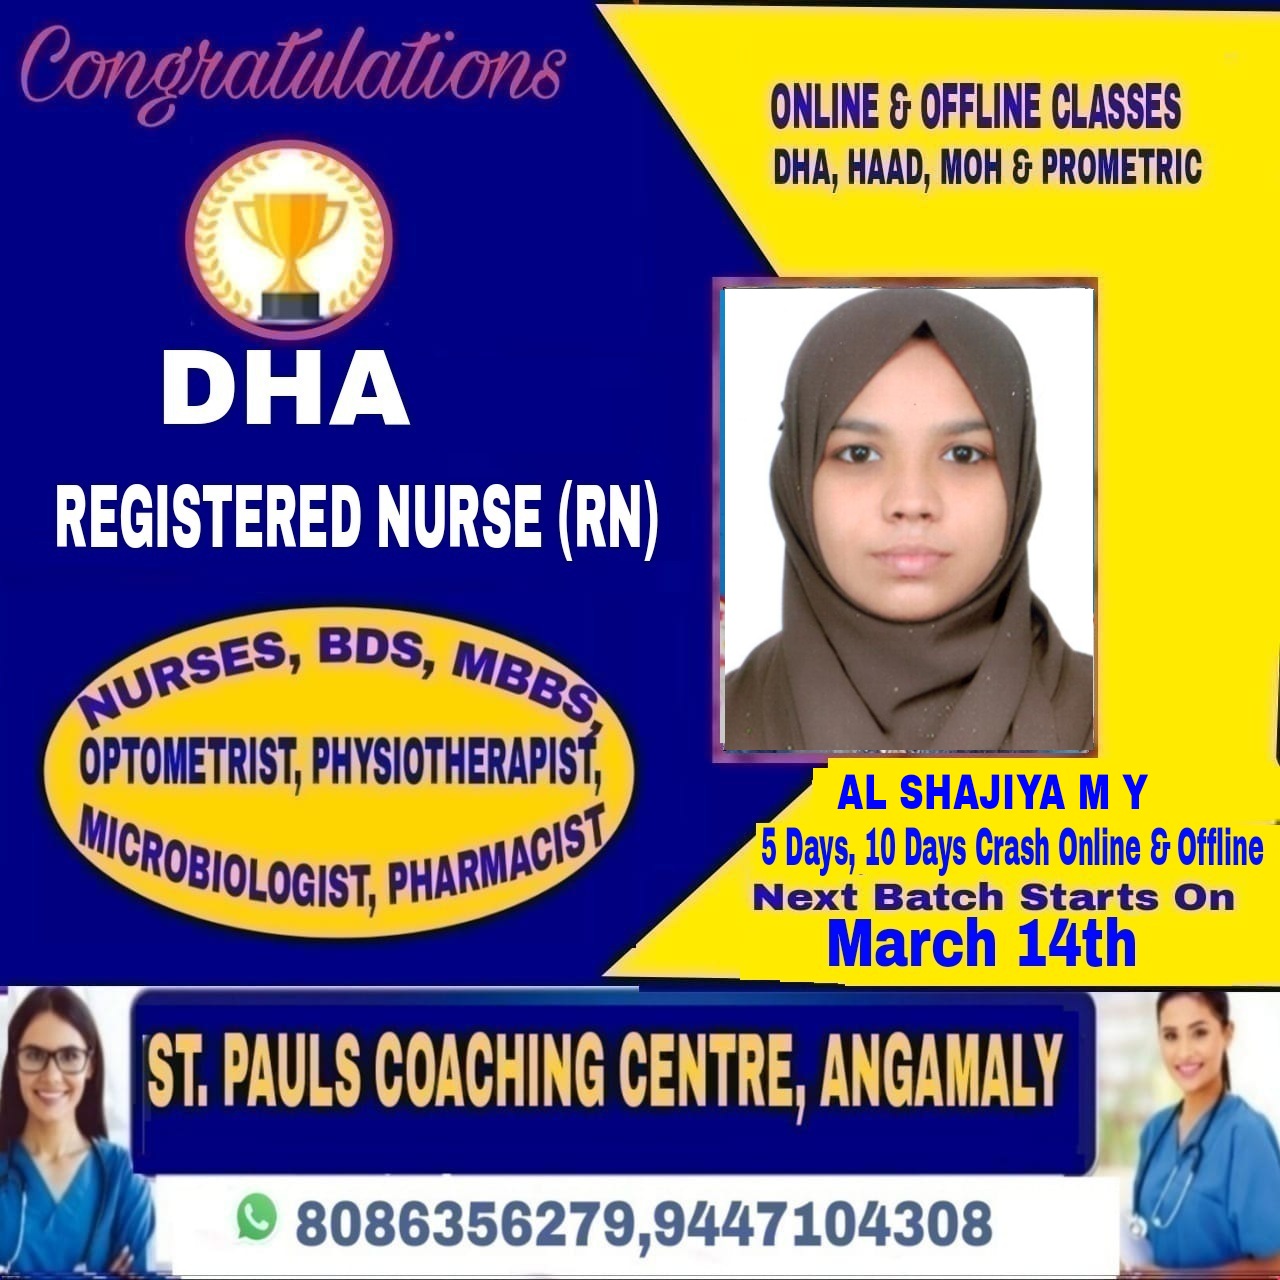 Congratulations
DHA
REGISTERED NURSE (RN)
NURSES, BDS, MBBS,
OPTOMETRIST, PHYSIOTHERAPIST,
MICROBIOLOGIST, PHARMACIST
ONLINE & OFFLINE CLASSES
DHA, HAAD, MOH & PROMETRIC
AL SHAJIYA M Y
5 Days, 10 Days Crash Online & Offline
Next Batch Starts On
March 14th
ST. PAULS COACHING CENTRE, ANGAMALY
8086356279,9447104308